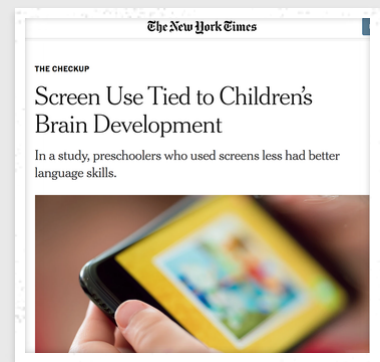 The New York Times
THE CHECKUP
Screen Use Tied to Children's
Brain Development
In a study, preschoolers who used screens less had better
language skills.